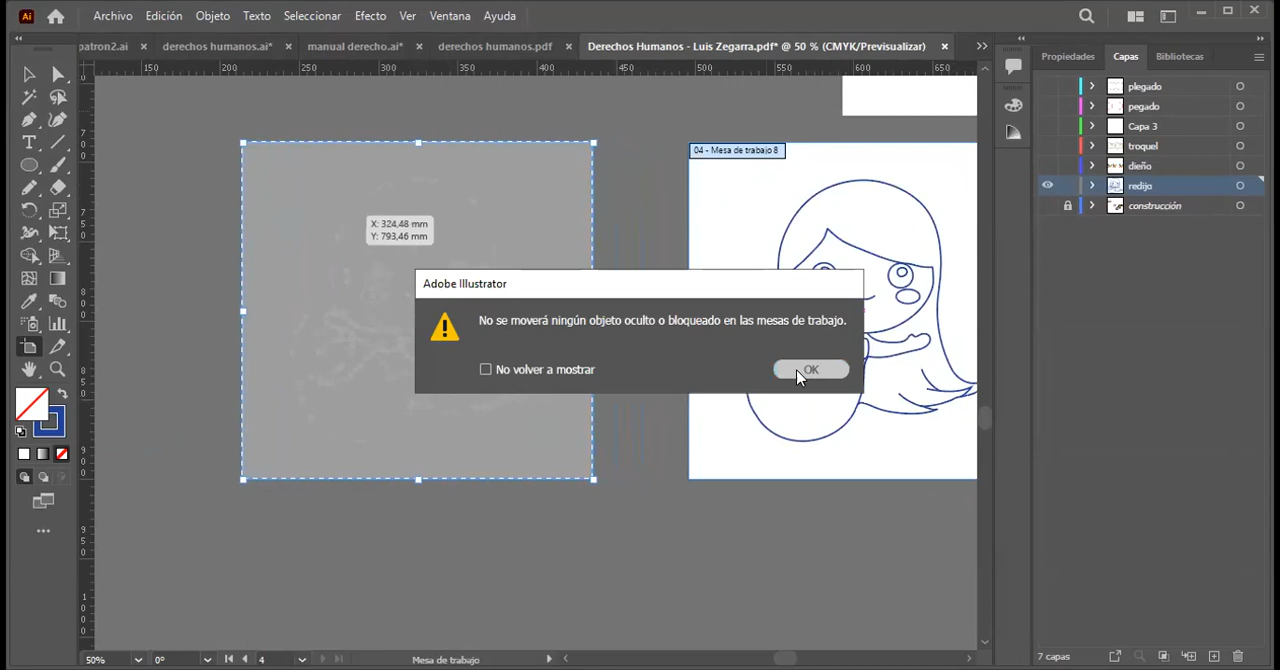 Ai
Archivo Edición Objeto Texto Seleccionar Efecto Ver Ventana Ayuda
patron2.ai × derechos humanos.ai* × manual derecho.ai* × derechos humanos.pdf × Derechos Humanos - Luis Zegarra.pdf* @ 50 % (CMYK/Previsualizar) ×
Propiedades Capas Bibliotecas
150 200 250 300 350 400 450 500 550 600 650
plegado
pegado
Capa 3
troquel
dieño
redijo
construcción
04 - Mesa de trabajo 8
X: 324,48 mm
Y: 793,46 mm
Adobe Illustrator
No se moverá ningún objeto oculto o bloqueado en las mesas de trabajo.
No volver a mostrar
OK
50% 0° 4 Mesa de trabajo
7 capas